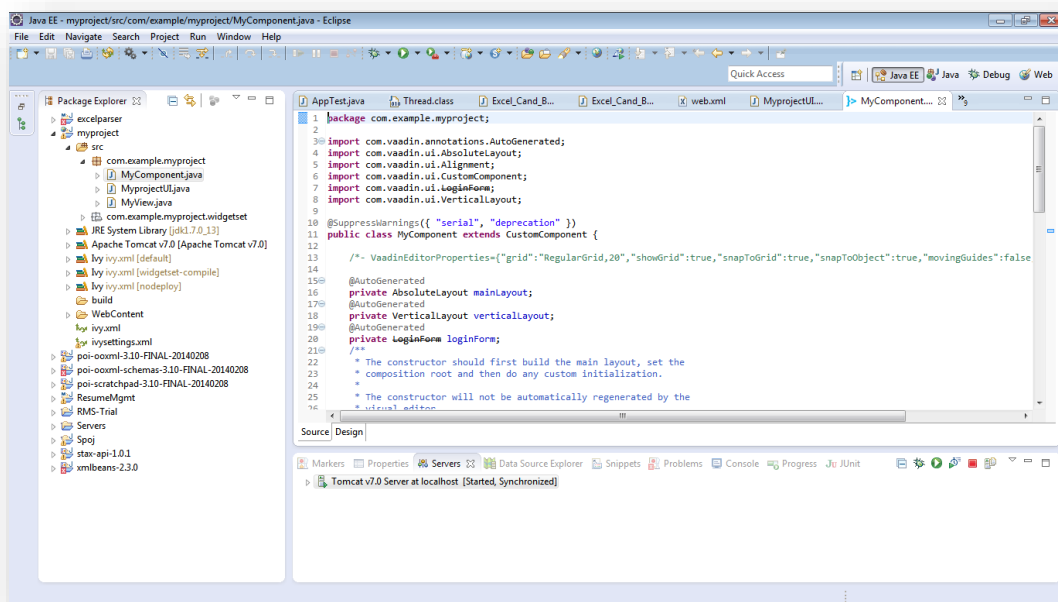 Java EE - myproject/src/com/example/myproject/MyComponent.java - Eclipse
File Edit Navigate Search Project Run Window Help
Quick Access
Java EE Java Debug Web
Package Explorer
excelparser
myproject
src
com.example.myproject
MyComponent.java
MyprojectUI.java
MyView.java
com.example.myproject.widgetset
JRE System Library [jdk1.7.0_13]
Apache Tomcat v7.0 [Apache Tomcat v7.0]
Ivy ivy.xml [default]
Ivy ivy.xml [widgetset-compile]
Ivy ivy.xml [nodeploy]
build
WebContent
ivy.xml
ivysettings.xml
poi-ooxml-3.10-FINAL-20140208
poi-ooxml-schemas-3.10-FINAL-20140208
poi-scratchpad-3.10-FINAL-20140208
ResumeMgmt
RMS-Trial
Servers
Spoj
stax-api-1.0.1
xmlbeans-2.3.0
AppTest.java Thread.class Excel_Cand_B... Excel_Cand_B... web.xml MyprojectUI.... MyComponent.... »9
1 package com.example.myproject;
2
3 import com.vaadin.annotations.AutoGenerated;
4 import com.vaadin.ui.AbsoluteLayout;
5 import com.vaadin.ui.Alignment;
6 import com.vaadin.ui.CustomComponent;
7 import com.vaadin.ui.LoginForm;
8 import com.vaadin.ui.VerticalLayout;
9
10 @SuppressWarnings({ "serial", "deprecation" })
11 public class MyComponent extends CustomComponent {
12
13 /*- VaadinEditorProperties={"grid":"RegularGrid,20","showGrid":true,"snapToGrid":true,"snapToObject":true,"movingGuides":false
14
15 @AutoGenerated
16 private AbsoluteLayout mainLayout;
17 @AutoGenerated
18 private VerticalLayout verticalLayout;
19 @AutoGenerated
20 private LoginForm loginForm;
21 /**
22 * The constructor should first build the main layout, set the
23 * composition root and then do any custom initialization.
24 *
25 * The constructor will not be automatically regenerated by the
26 * visual editor.
Source Design
Markers Properties Servers Data Source Explorer Snippets Problems Console Progress Ju JUnit
Tomcat v7.0 Server at localhost [Started, Synchronized]